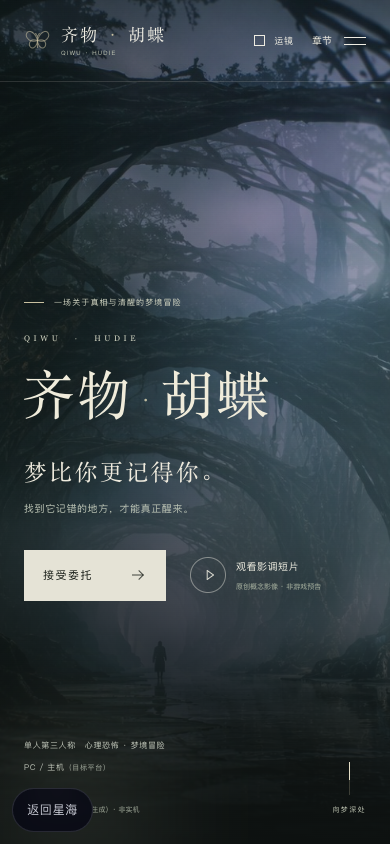 齐物 · 胡蝶
QIWU · HUDIE
运镜
章节
一场关于真相与清醒的梦境冒险
QIWU · HUDIE
齐物 · 胡蝶
梦比你更记得你。
找到它记错的地方，才能真正醒来。
接受委托
观看影调短片
原创概念影像 · 非游戏预告
单人第三人称 心理恐怖 · 梦境冒险
PC / 主机（目标平台）
返回星海
生成）· 非实机
向梦深处